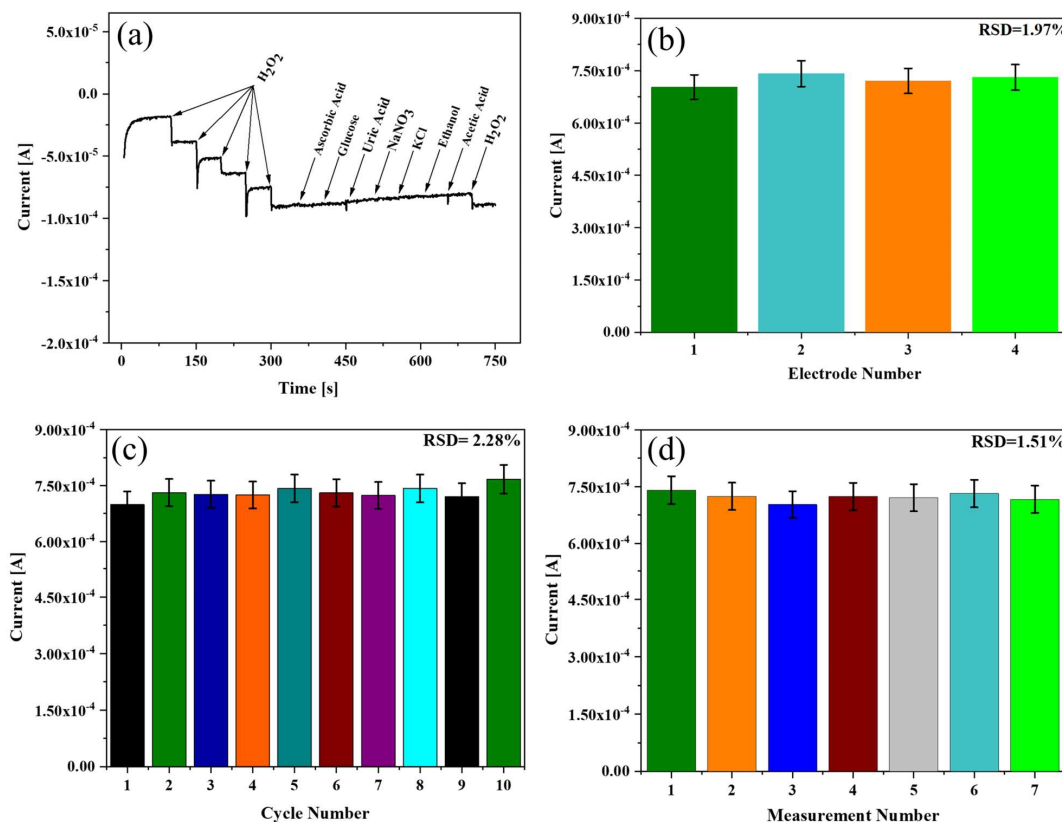 (a)
5.0x10⁻⁵
0.0
-5.0x10⁻⁵
-1.0x10⁻⁴
-1.5x10⁻⁴
-2.0x10⁻⁴
Current [A]
H₂O₂
Ascorbic Acid
Glucose
Uric Acid
NaNO₃
KCl
Ethanol
Acetic Acid
H₂O₂
0 150 300 450 600 750
Time [s]
(b)
RSD=1.97%
9.00x10⁻⁴
7.50x10⁻⁴
6.00x10⁻⁴
4.50x10⁻⁴
3.00x10⁻⁴
1.50x10⁻⁴
0.00
Current [A]
1 2 3 4
Electrode Number
(c)
RSD= 2.28%
9.00x10⁻⁴
7.50x10⁻⁴
6.00x10⁻⁴
4.50x10⁻⁴
3.00x10⁻⁴
1.50x10⁻⁴
0.00
Current [A]
1 2 3 4 5 6 7 8 9 10
Cycle Number
(d)
RSD=1.51%
9.00x10⁻⁴
7.50x10⁻⁴
6.00x10⁻⁴
4.50x10⁻⁴
3.00x10⁻⁴
1.50x10⁻⁴
0.00
Current [A]
1 2 3 4 5 6 7
Measurement Number